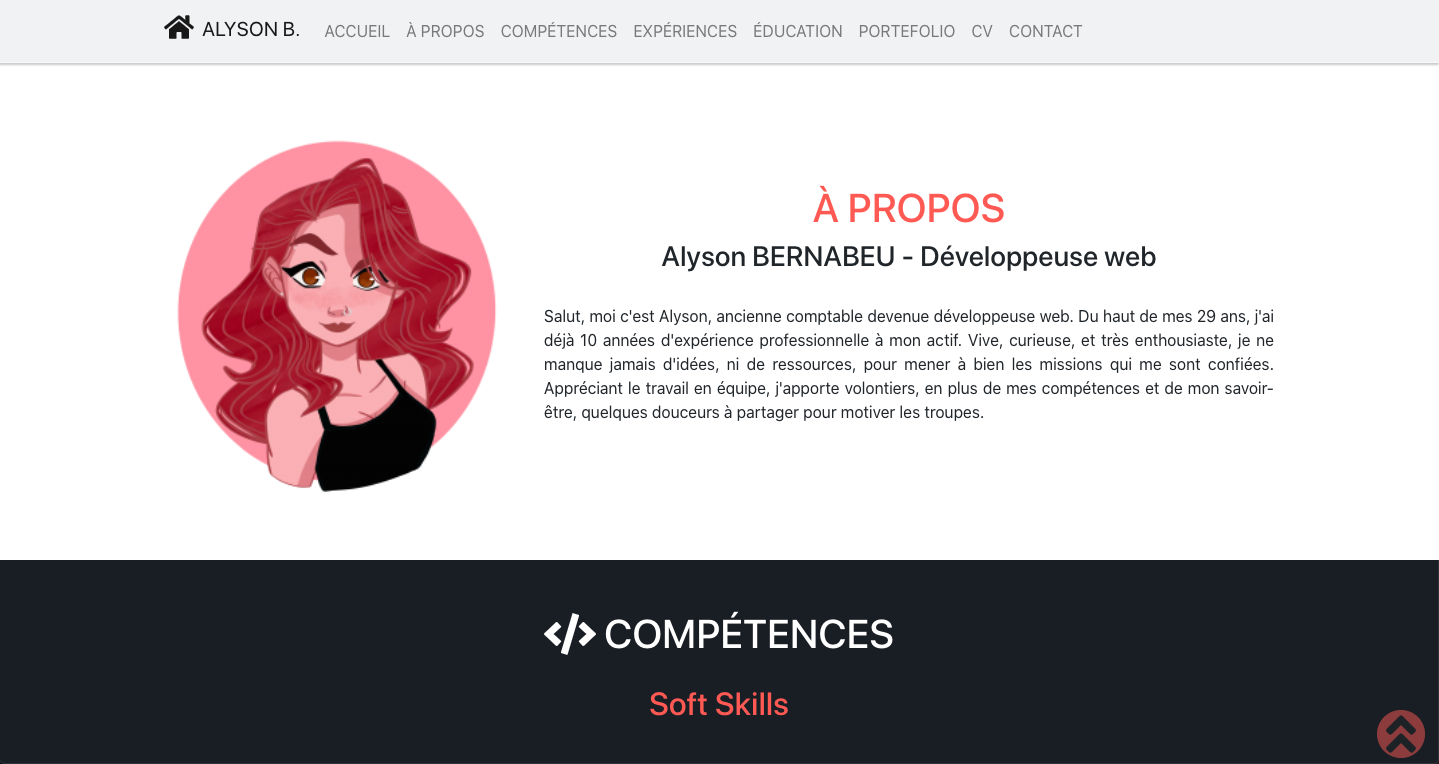 ALYSON B. ACCUEIL À PROPOS COMPÉTENCES EXPÉRIENCES ÉDUCATION PORTEFOLIO CV CONTACT
À PROPOS
Alyson BERNABEU - Développeuse web
Salut, moi c'est Alyson, ancienne comptable devenue développeuse web. Du haut de mes 29 ans, j'ai
déjà 10 années d'expérience professionnelle à mon actif. Vive, curieuse, et très enthousiaste, je ne
manque jamais d'idées, ni de ressources, pour mener à bien les missions qui me sont confiées.
Appréciant le travail en équipe, j'apporte volontiers, en plus de mes compétences et de mon savoir-
être, quelques douceurs à partager pour motiver les troupes.
COMPÉTENCES
Soft Skills